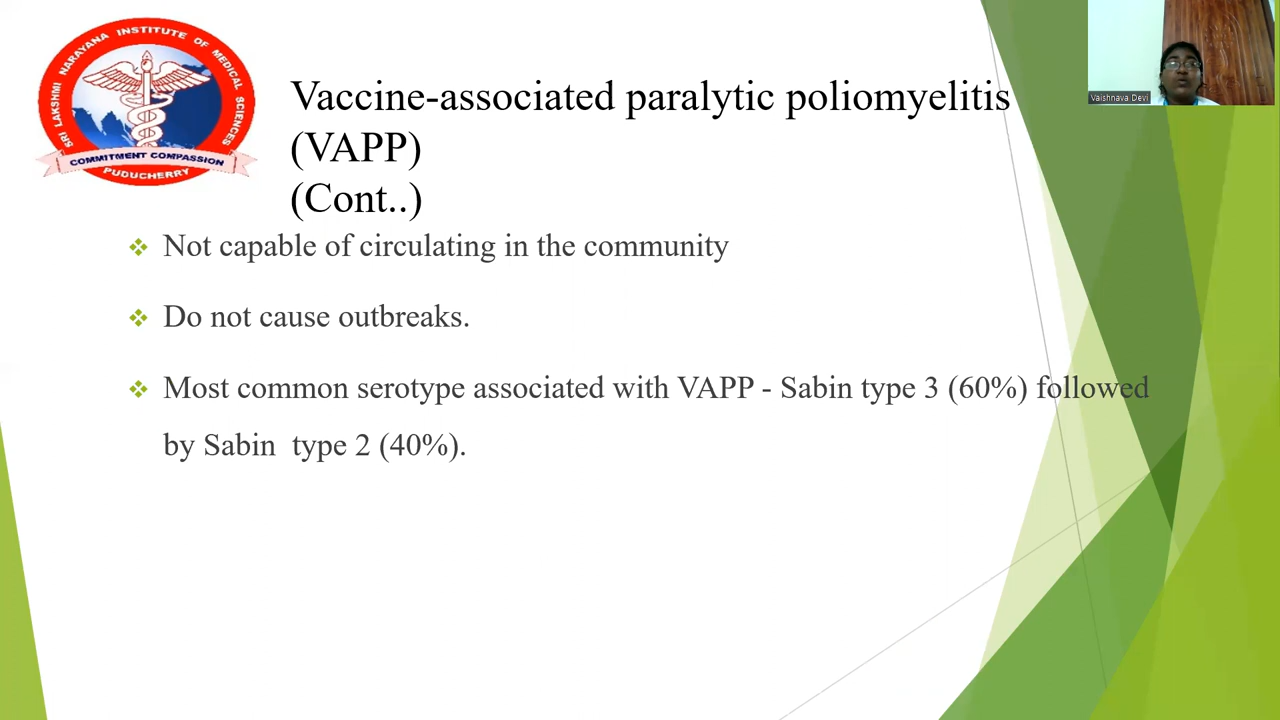 SRI LAKSHMI NARAYANA INSTITUTE OF MEDICAL SCIENCES
COMMITMENT COMPASSION
PUDUCHERRY
Vaccine-associated paralytic poliomyelitis
(VAPP)
(Cont..)
Vaishnava Devi
Not capable of circulating in the community
Do not cause outbreaks.
Most common serotype associated with VAPP - Sabin type 3 (60%) followed
by Sabin  type 2 (40%).